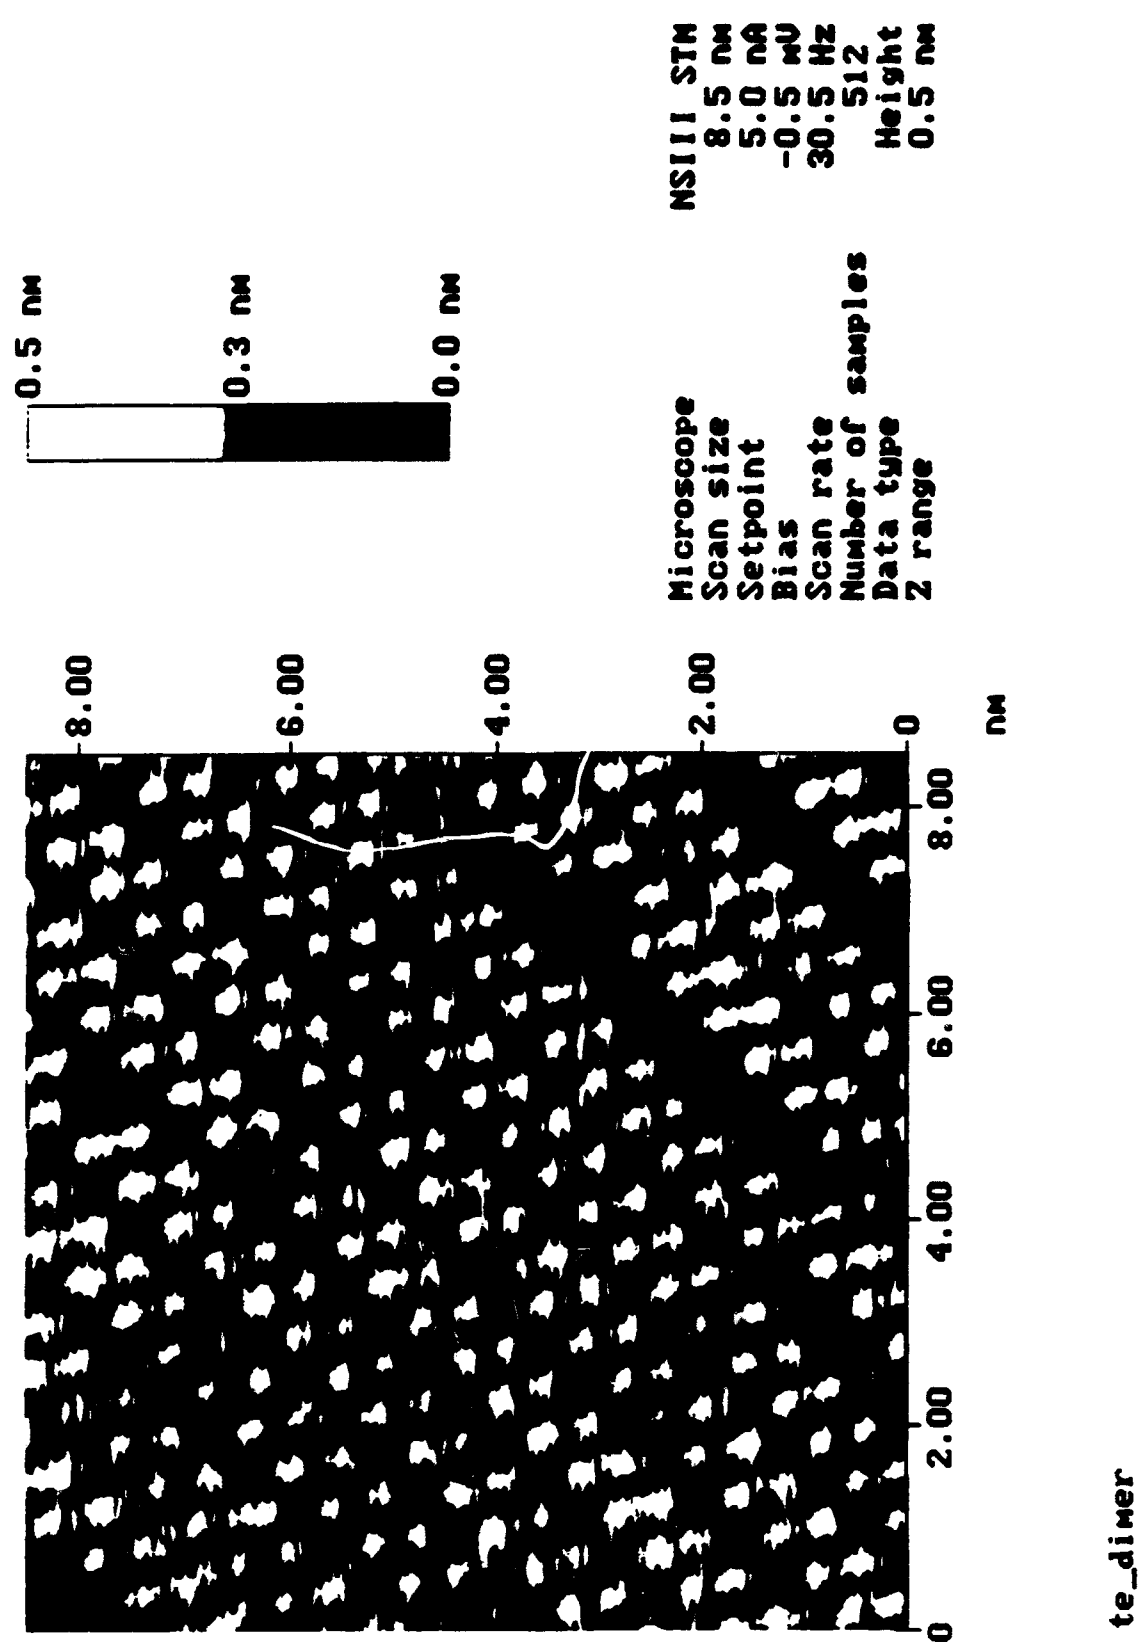 0.5 nm
0.3 nm
0.0 nm
8.00
6.00
4.00
2.00
0
nm
0
2.00
4.00
6.00
8.00
Microscope NSIII STM
Scan size 8.5 nm
Setpoint 5.0 nA
Bias -0.5 mV
Scan rate 30.5 Hz
Number of samples 512
Data type Height
Z range 0.5 nm
te_dimer